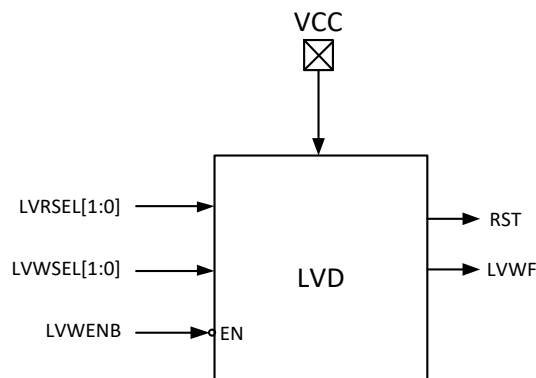 VCC
LVRSEL[1:0]
RST
LVWSEL[1:0]
LVD
LVWF
LVWENB
EN